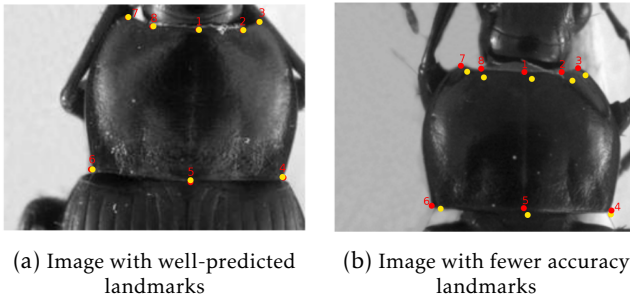 7 8 1 2 3
6 5 4
7 8 1 2 3
6 5 4
(a) Image with well-predicted
landmarks
(b) Image with fewer accuracy
landmarks